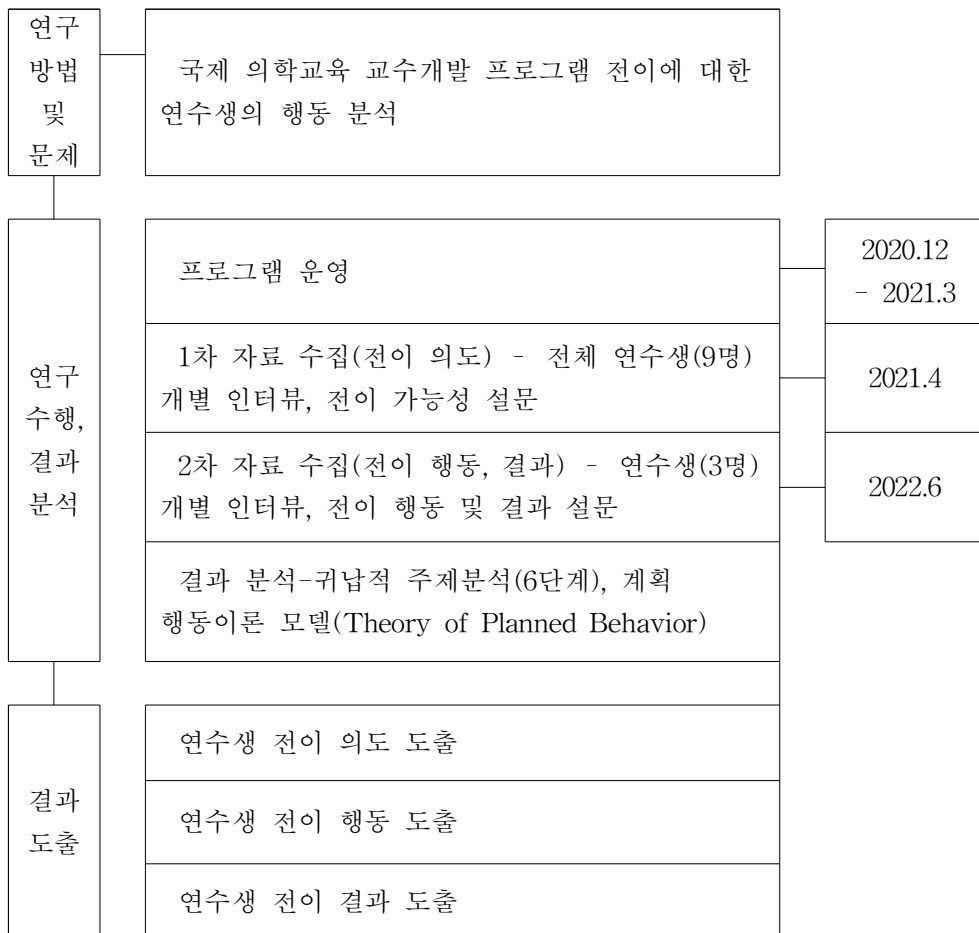 연구
방법
및
문제
국제 의학교육 교수개발 프로그램 전이에 대한
연수생의 행동 분석
연구
수행,
결과
분석
프로그램 운영
2020.12
- 2021.3
1차 자료 수집(전이 의도) - 전체 연수생(9명)
개별 인터뷰, 전이 가능성 설문
2021.4
2차 자료 수집(전이 행동, 결과) - 연수생(3명)
개별 인터뷰, 전이 행동 및 결과 설문
2022.6
결과 분석-귀납적 주제분석(6단계), 계획
행동이론 모델(Theory of Planned Behavior)
결과
도출
연수생 전이 의도 도출
연수생 전이 행동 도출
연수생 전이 결과 도출